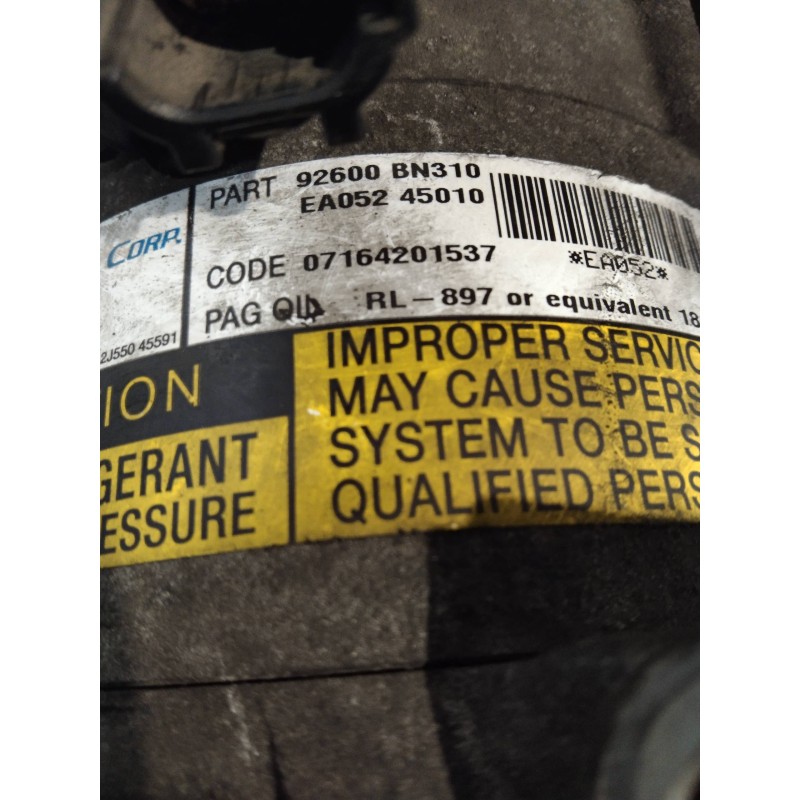 PART 92600 BN310
EA052 45010
CORP.
CODE 07164201537
*EA052*
PAG OIL RL-897 or equivalent 18
2J550 45591
ION
GERANT
ESSURE
IMPROPER SERVIC
MAY CAUSE PERS
SYSTEM TO BE S
QUALIFIED PERS